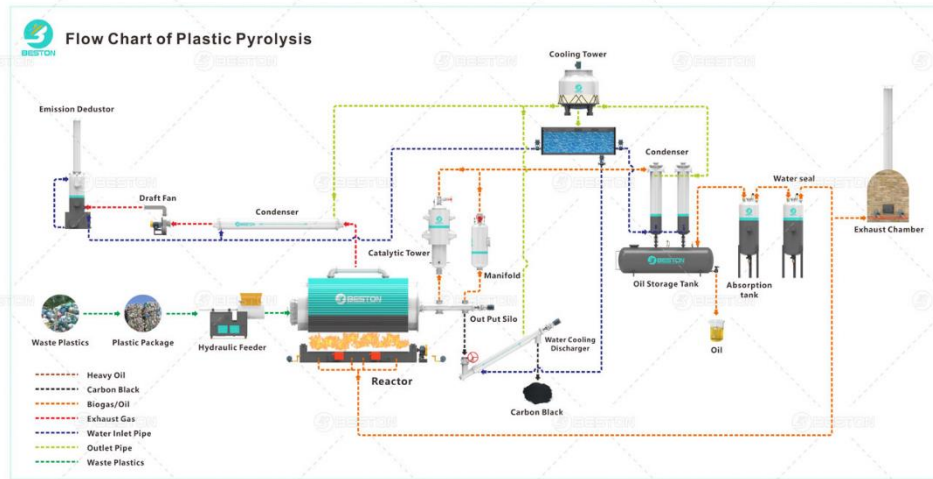 BESTON
Flow Chart of Plastic Pyrolysis
Cooling Tower
Emission Dedustor
Condenser
Water seal
Draft Fan
Condenser
Exhaust Chamber
Catalytic Tower
Manifold
Oil Storage Tank
Absorption
tank
BESTON
Out Put Silo
Waste Plastics
Plastic Package
Hydraulic Feeder
Water Cooling
Discharger
Oil
Reactor
Carbon Black
Heavy Oil
Carbon Black
Biogas/Oil
Exhaust Gas
Water Inlet Pipe
Outlet Pipe
Waste Plastics